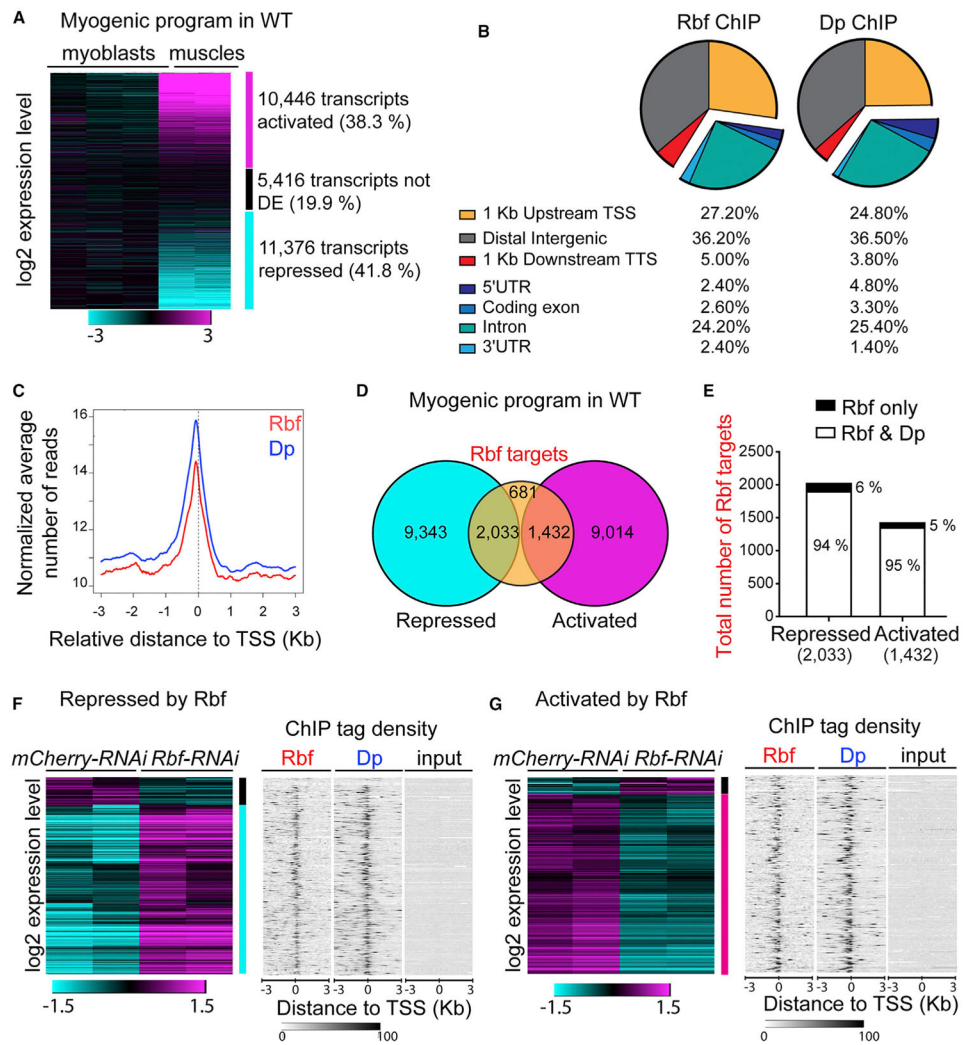 A
Myogenic program in WT
myoblasts muscles
log2 expression level
10,446 transcripts
activated (38.3 %)
5,416 transcripts not
DE (19.9 %)
11,376 transcripts
repressed (41.8 %)
-3 3
B
Rbf ChIP Dp ChIP
1 Kb Upstream TSS 27.20% 24.80%
Distal Intergenic 36.20% 36.50%
1 Kb Downstream TTS 5.00% 3.80%
5'UTR 2.40% 4.80%
Coding exon 2.60% 3.30%
Intron 24.20% 25.40%
3'UTR 2.40% 1.40%
C
Normalized average
number of reads
16
14
12
10
Rbf
Dp
-3 -2 -1 0 1 2 3
Relative distance to TSS (Kb)
D
Myogenic program in WT
Rbf targets
681
9,343 2,033 1,432 9,014
Repressed Activated
E
Rbf only
Rbf & Dp
Total number of Rbf targets
2500
2000
1500
1000
500
0
6 %
94 %
5 %
95 %
Repressed Activated
(2,033) (1,432)
F
Repressed by Rbf
mCherry-RNAi Rbf-RNAi
log2 expression level
-1.5 1.5
ChIP tag density
Rbf Dp input
-3 0 3 -3 0 3 -3 0 3
Distance to TSS (Kb)
0 100
G
Activated by Rbf
mCherry-RNAi Rbf-RNAi
log2 expression level
-1.5 1.5
ChIP tag density
Rbf Dp input
-3 0 3 -3 0 3 -3 0 3
Distance to TSS (Kb)
0 100